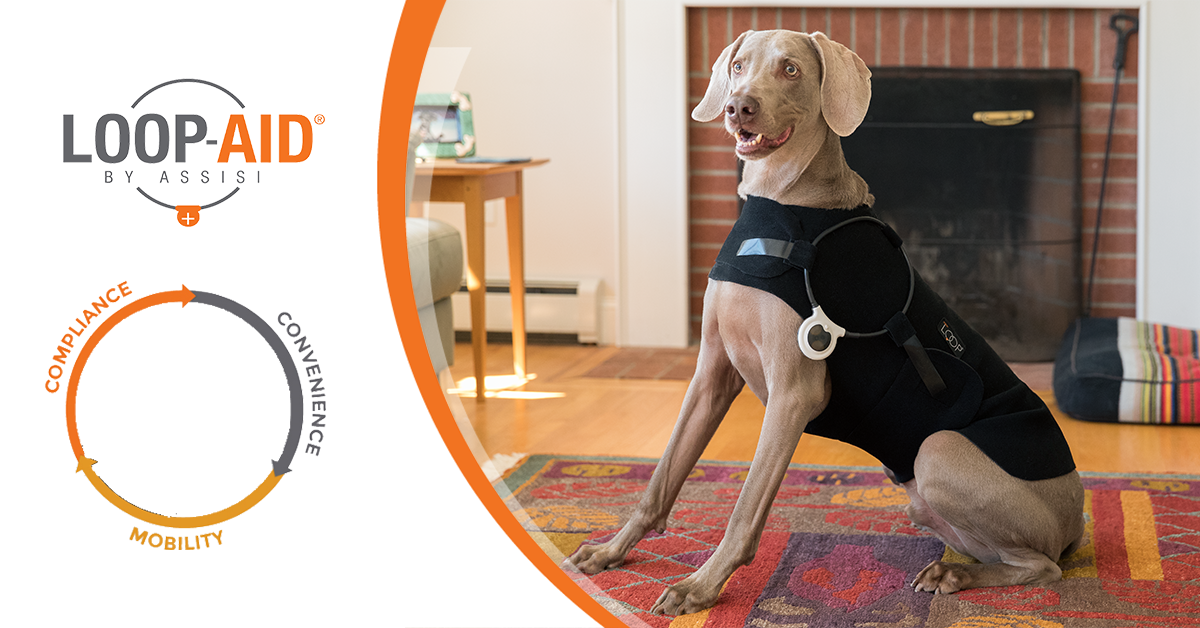 LOOP-AID®
BY ASSISI
COMPLIANCE
CONVENIENCE
MOBILITY
LOOP